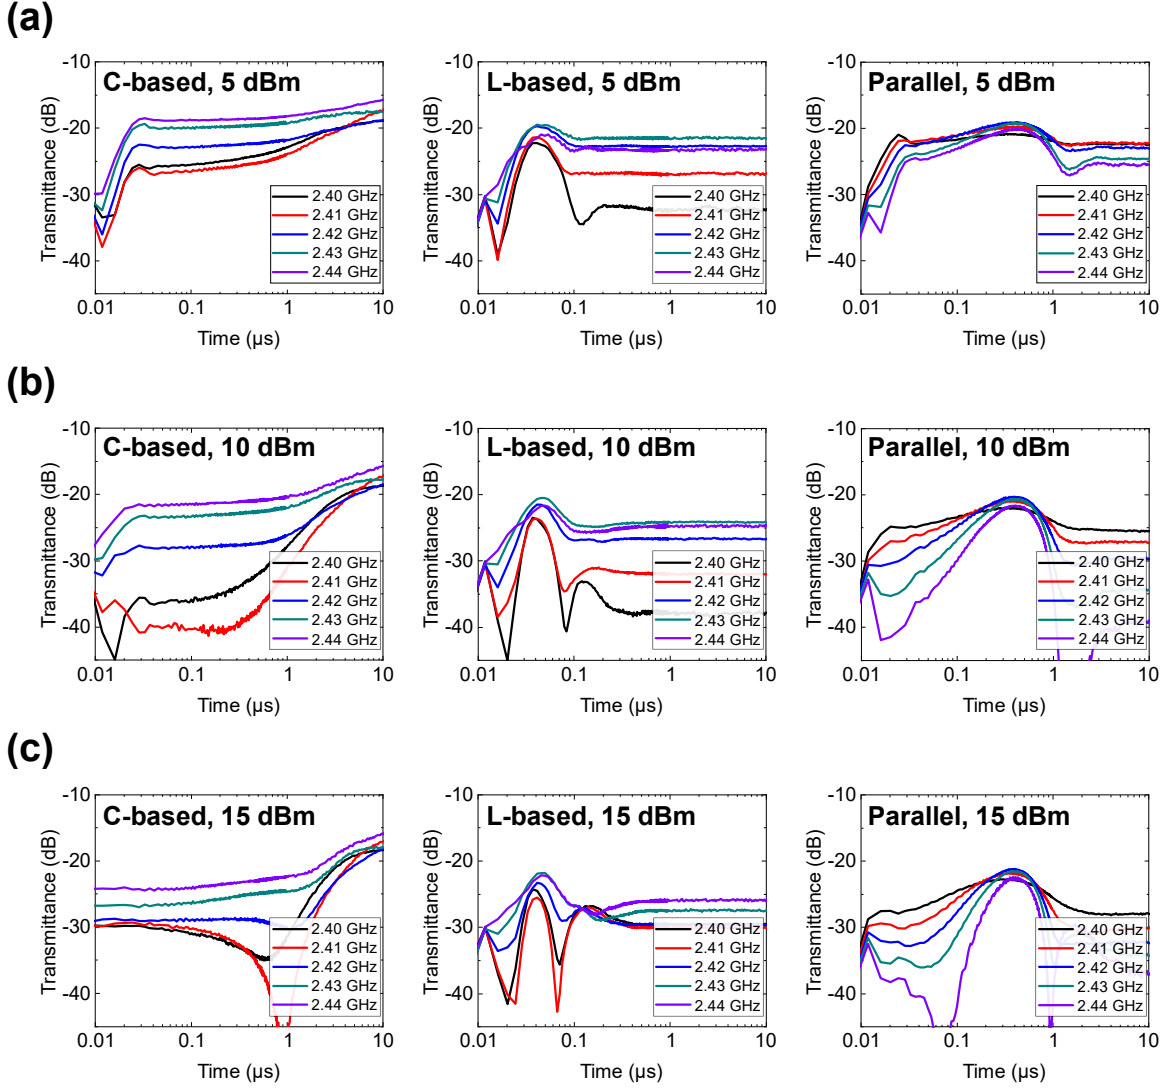 (a)
C-based, 5 dBm
Transmittance (dB)
-10
-20
-30
-40
2.40 GHz
2.41 GHz
2.42 GHz
2.43 GHz
2.44 GHz
0.01 0.1 1 10
Time (µs)
L-based, 5 dBm
Transmittance (dB)
-10
-20
-30
-40
2.40 GHz
2.41 GHz
2.42 GHz
2.43 GHz
2.44 GHz
0.01 0.1 1 10
Time (µs)
Parallel, 5 dBm
Transmittance (dB)
-10
-20
-30
-40
2.40 GHz
2.41 GHz
2.42 GHz
2.43 GHz
2.44 GHz
0.01 0.1 1 10
Time (µs)
(b)
C-based, 10 dBm
Transmittance (dB)
-10
-20
-30
-40
2.40 GHz
2.41 GHz
2.42 GHz
2.43 GHz
2.44 GHz
0.01 0.1 1 10
Time (µs)
L-based, 10 dBm
Transmittance (dB)
-10
-20
-30
-40
2.40 GHz
2.41 GHz
2.42 GHz
2.43 GHz
2.44 GHz
0.01 0.1 1 10
Time (µs)
Parallel, 10 dBm
Transmittance (dB)
-10
-20
-30
-40
2.40 GHz
2.41 GHz
2.42 GHz
2.43 GHz
2.44 GHz
0.01 0.1 1 10
Time (µs)
(c)
C-based, 15 dBm
Transmittance (dB)
-10
-20
-30
-40
2.40 GHz
2.41 GHz
2.42 GHz
2.43 GHz
2.44 GHz
0.01 0.1 1 10
Time (µs)
L-based, 15 dBm
Transmittance (dB)
-10
-20
-30
-40
2.40 GHz
2.41 GHz
2.42 GHz
2.43 GHz
2.44 GHz
0.01 0.1 1 10
Time (µs)
Parallel, 15 dBm
Transmittance (dB)
-10
-20
-30
-40
2.40 GHz
2.41 GHz
2.42 GHz
2.43 GHz
2.44 GHz
0.01 0.1 1 10
Time (µs)